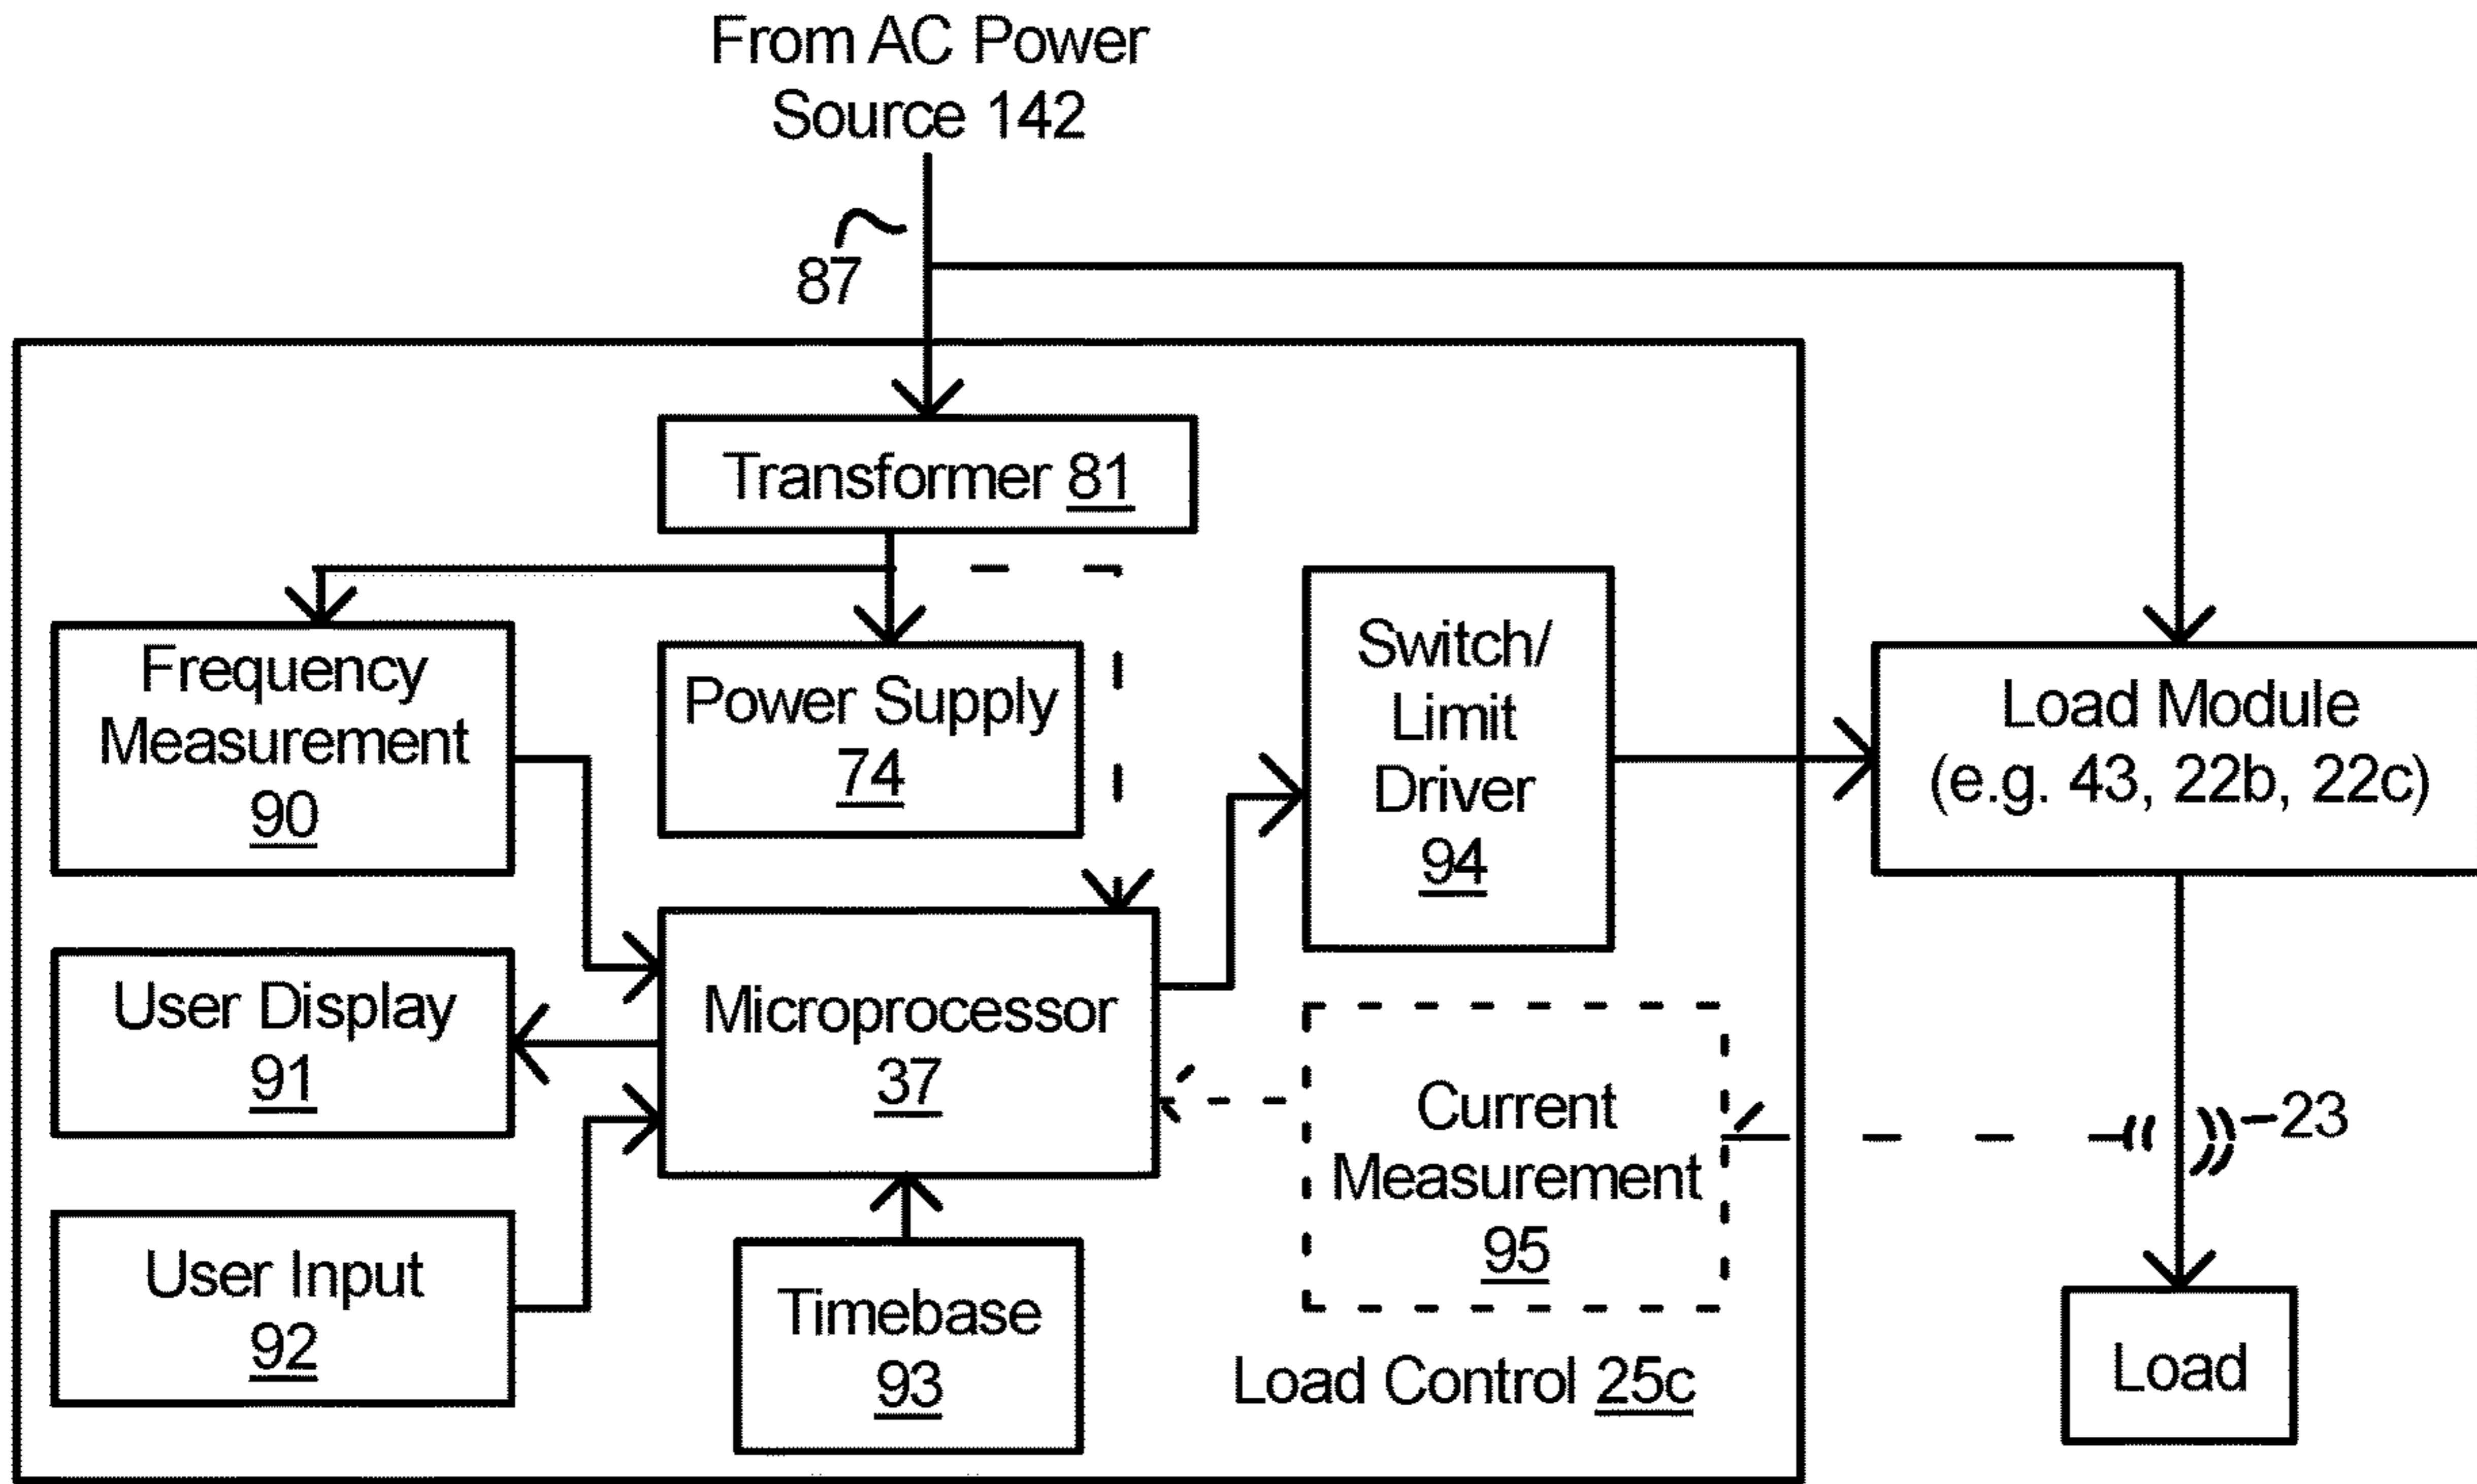 From AC Power
Source 142
87
Transformer 81
Frequency
Measurement
90
Power Supply
74
Switch/
Limit
Driver
94
Load Module
(e.g. 43, 22b, 22c)
User Display
91
Microprocessor
37
Current
Measurement
95
23
User Input
92
Timebase
93
Load Control 25c
Load